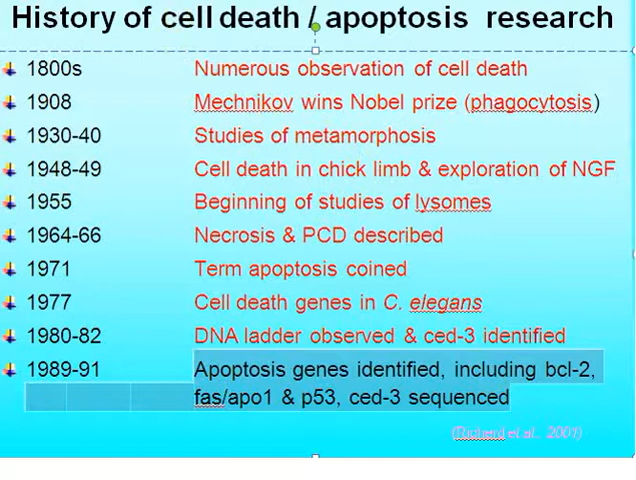 History of cell death / apoptosis research
1800s Numerous observation of cell death
1908 Mechnikov wins Nobel prize (phagocytosis)
1930-40 Studies of metamorphosis
1948-49 Cell death in chick limb & exploration of NGF
1955 Beginning of studies of lysomes
1964-66 Necrosis & PCD described
1971 Term apoptosis coined
1977 Cell death genes in C. elegans
1980-82 DNA ladder observed & ced-3 identified
1989-91 Apoptosis genes identified, including bcl-2,
fas/apo1 & p53, ced-3 sequenced
(Richerd et.al.. 2001)